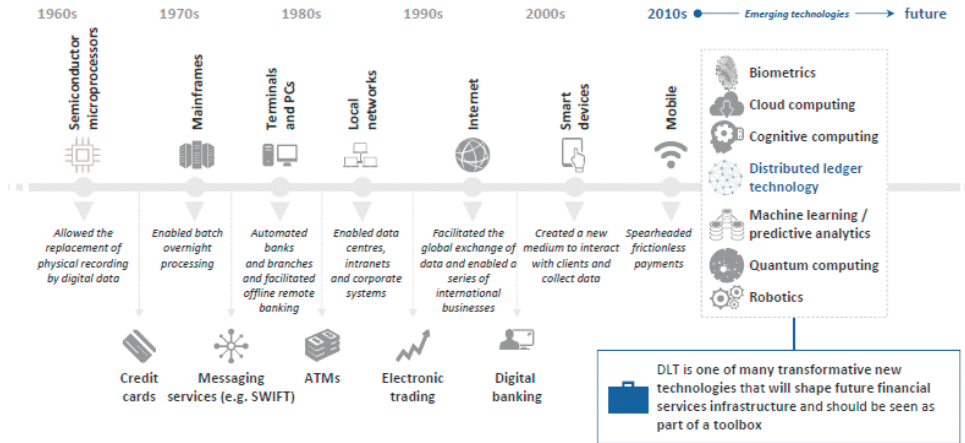 1960s 1970s 1980s 1990s 2000s 2010s Emerging technologies future
Semiconductor
microprocessors
Mainframes
Terminals
and PCs
Local
networks
Internet
Smart
devices
Mobile
Allowed the
replacement of
physical recording
by digital data
Enabled batch
overnight
processing
Automated
banks
and branches
and facilitated
offline remote
banking
Enabled data
centres,
intranets
and corporate
systems
Facilitated the
global exchange of
data and enabled a
series of
international
businesses
Created a new
medium to interact
with clients and
collect data
Spearheaded
frictionless
payments
Credit
cards
Messaging
services (e.g. SWIFT)
ATMs
Electronic
trading
Digital
banking
Biometrics
Cloud computing
Cognitive computing
Distributed ledger
technology
Machine learning /
predictive analytics
Quantum computing
Robotics
DLT is one of many transformative new
technologies that will shape future financial
services infrastructure and should be seen as
part of a toolbox